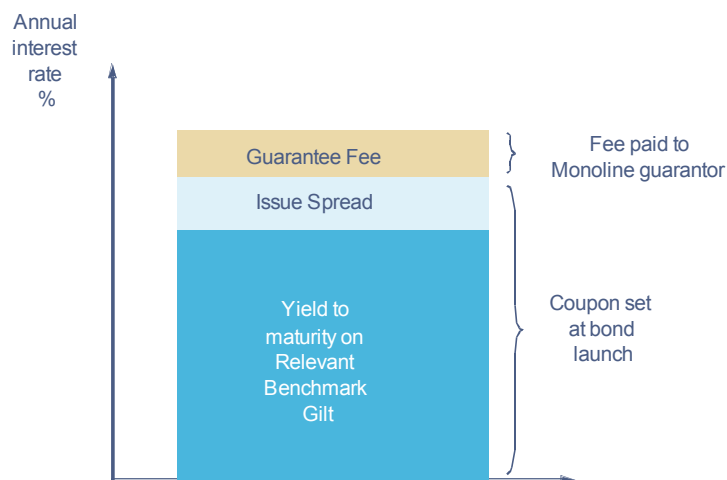 Annual
interest
rate
%
Guarantee Fee
Fee paid to
Monoline guarantor
Issue Spread
Yield to
maturity on
Relevant
Benchmark
Gilt
Coupon set
at bond
launch